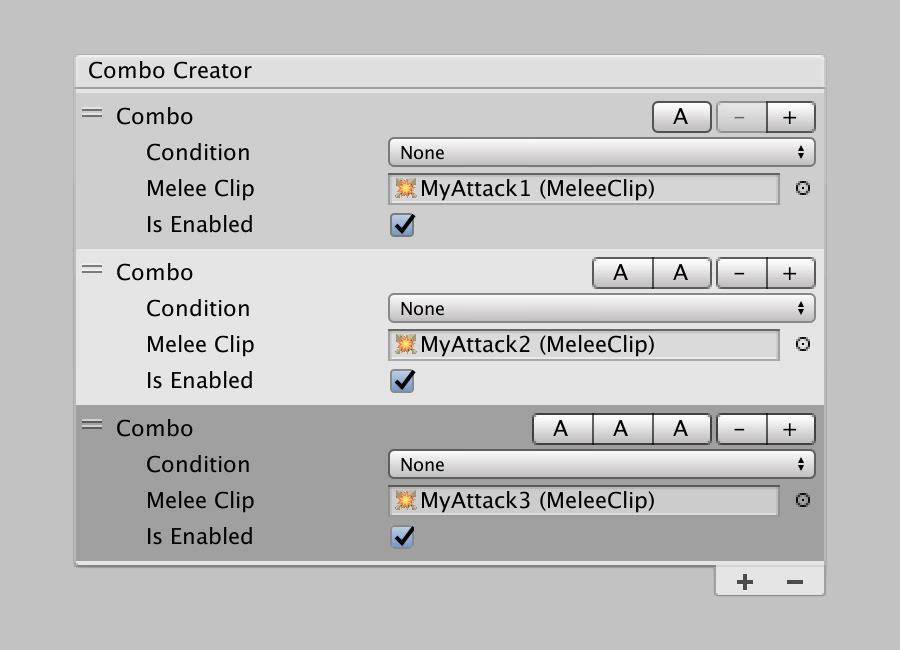 Combo Creator
Combo A - +
Condition None
Melee Clip MyAttack1 (MeleeClip)
Is Enabled
Combo A A - +
Condition None
Melee Clip MyAttack2 (MeleeClip)
Is Enabled
Combo A A A - +
Condition None
Melee Clip MyAttack3 (MeleeClip)
Is Enabled
+ -